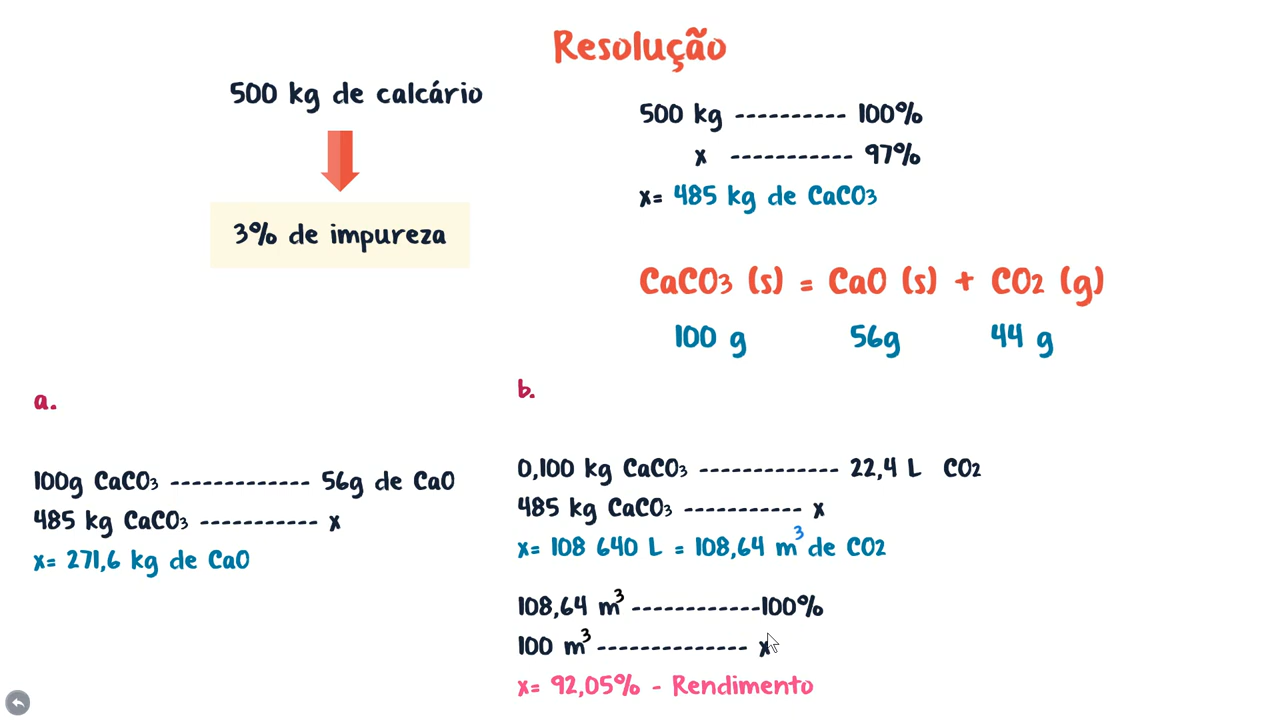 Resolução
500 kg de calcário
3% de impureza
500 kg ---------- 100%
x ----------- 97%
x= 485 kg de CaCO3
CaCO3 (s) = CaO (s) + CO2 (g)
100 g 56g 44 g
a.
100g CaCO3 ------------- 56g de CaO
485 kg CaCO3 ----------- x
x= 271,6 kg de CaO
b.
0,100 kg CaCO3 ------------- 22,4 L CO2
485 kg CaCO3 ----------- x
x= 108 640 L = 108,64 m³ de CO2
108,64 m³ ------------100%
100 m³ -------------- x
x= 92,05% - Rendimento